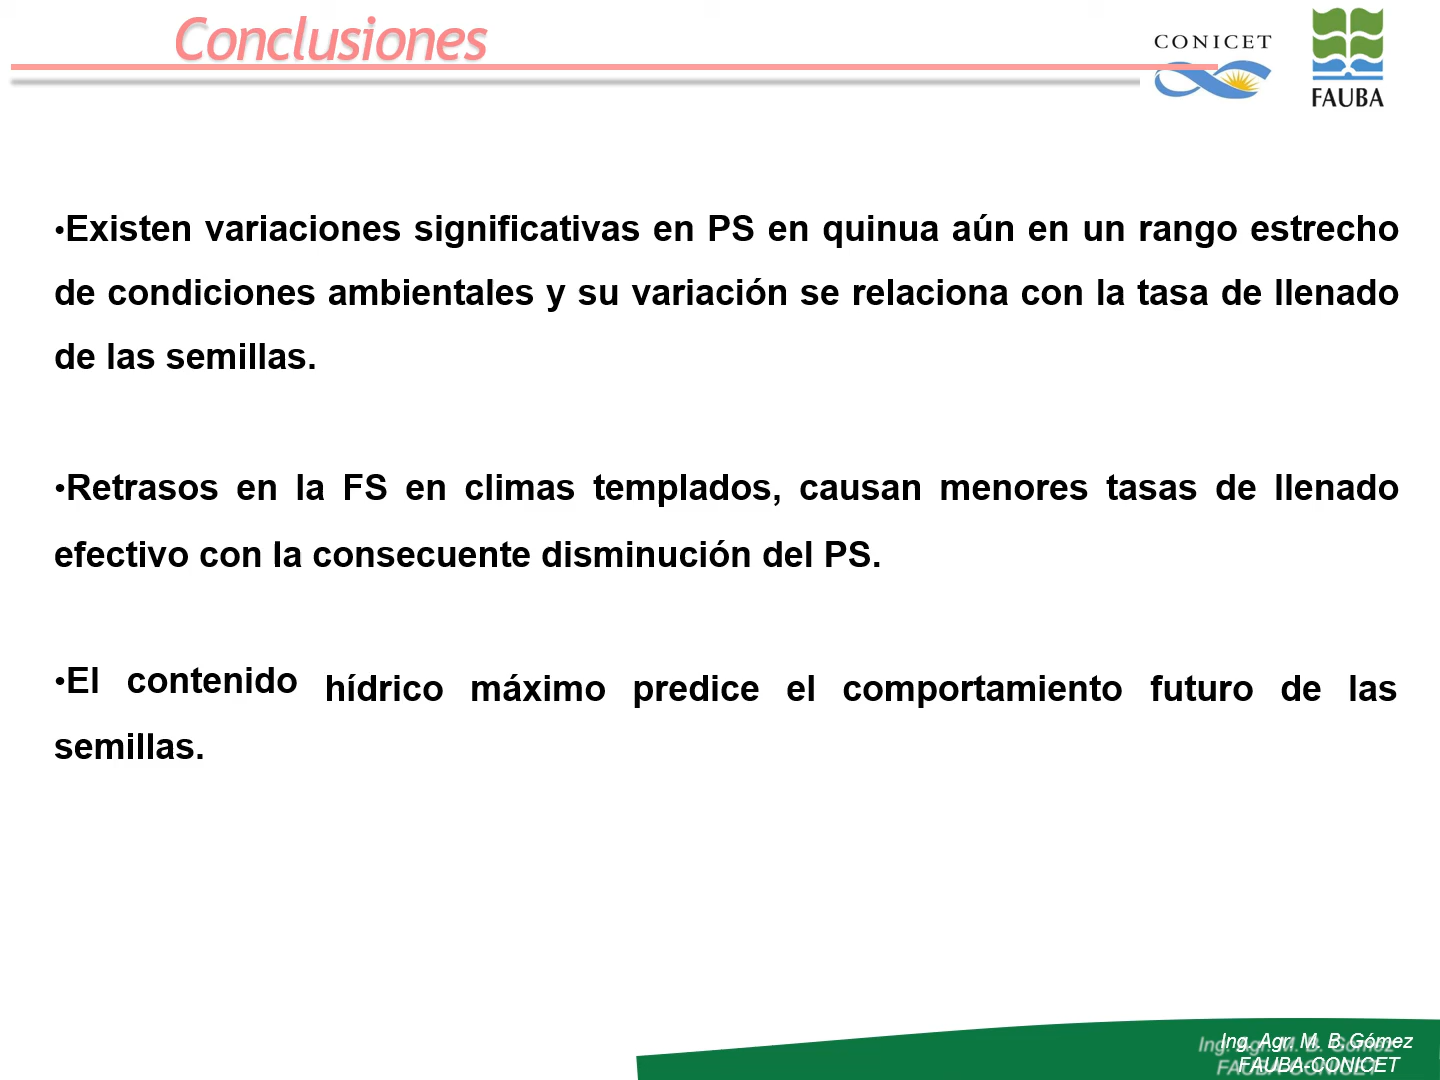 Conclusiones
CONICET
FAUBA
•Existen variaciones significativas en PS en quinua aún en un rango estrecho
de condiciones ambientales y su variación se relaciona con la tasa de llenado
de las semillas.
•Retrasos en la FS en climas templados, causan menores tasas de llenado
efectivo con la consecuente disminución del PS.
•El contenido hídrico máximo predice el comportamiento futuro de las
semillas.
Ing. Agr. M. B. Gómez
FAUBA-CONICET